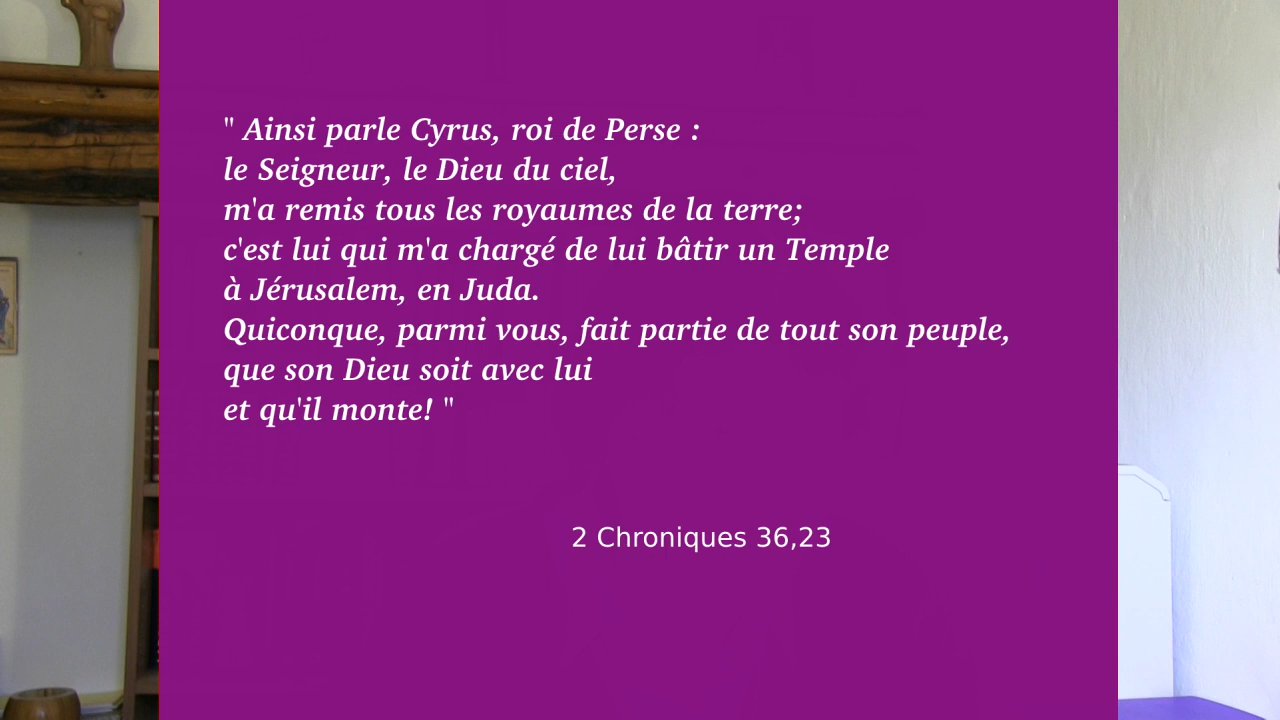 " Ainsi parle Cyrus, roi de Perse :
le Seigneur, le Dieu du ciel,
m'a remis tous les royaumes de la terre;
c'est lui qui m'a chargé de lui bâtir un Temple
à Jérusalem, en Juda.
Quiconque, parmi vous, fait partie de tout son peuple,
que son Dieu soit avec lui
et qu'il monte! "
2 Chroniques 36,23